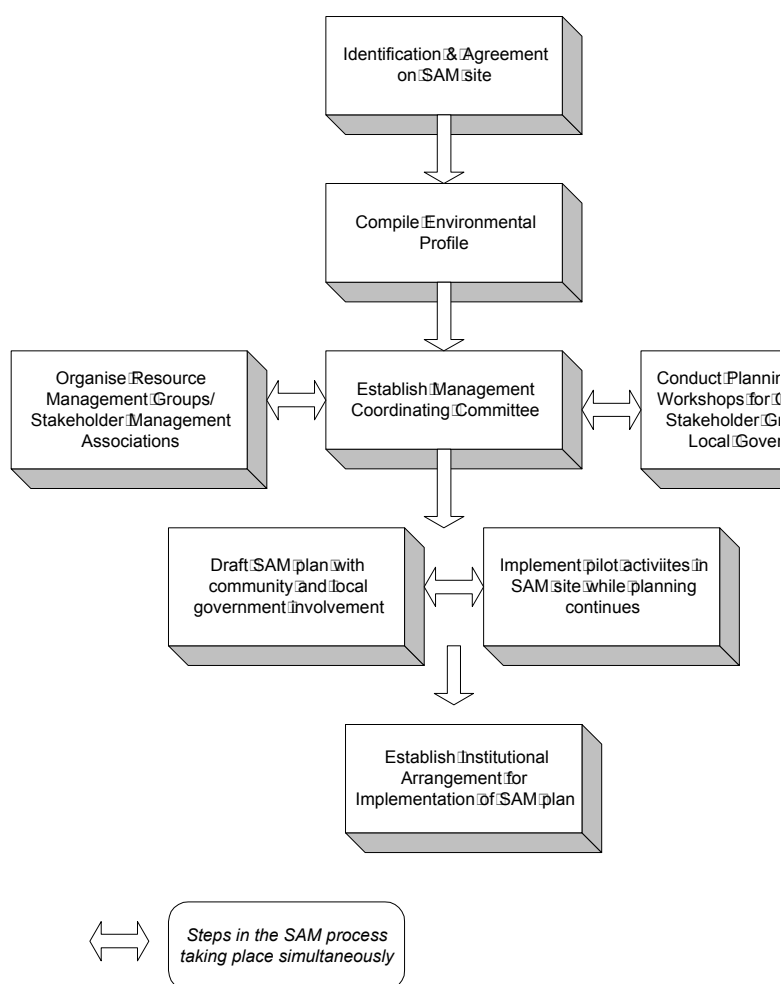 Identification & Agreement
on SAM site
Compile Environmental
Profile
Organise Resource
Management Groups/
Stakeholder Management
Associations
Establish Management
Coordinating Committee
Conduct
Workshops for
Stakeholder
Local
Draft SAM plan with
community and local
government involvement
Implement pilot activiites in
SAM site while planning
continues
Establish Institutional
Arrangement for
Implementation of SAM plan
Steps in the SAM process
taking place simultaneously